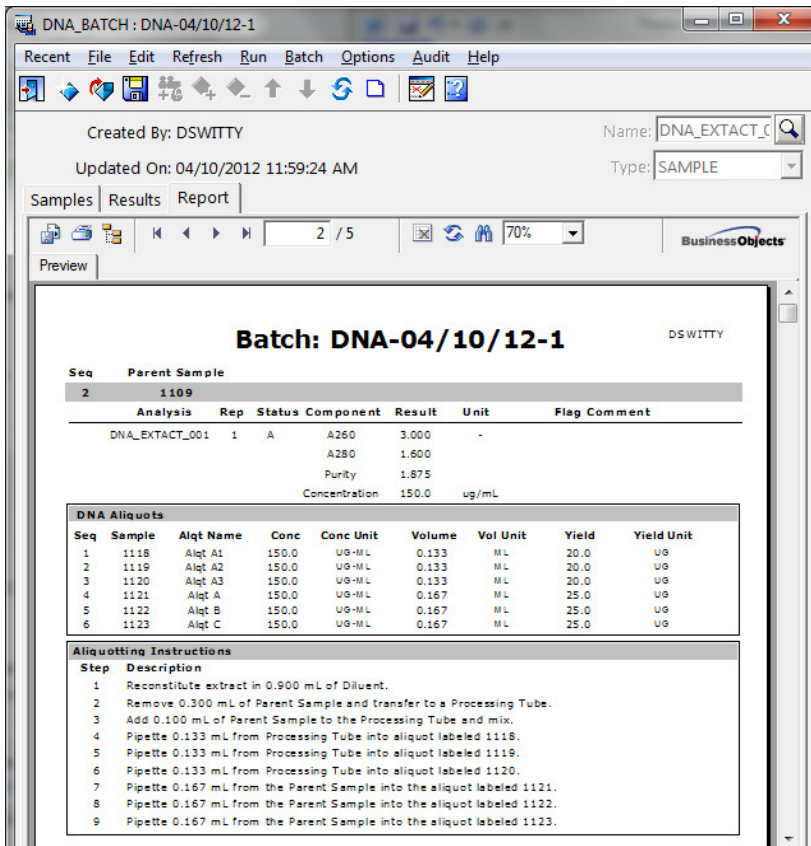 DNA_BATCH : DNA-04/10/12-1
Recent File Edit Refresh Run Batch Options Audit Help
Created By: DSWITTY Name: DNA_EXTRACT_(
Updated On: 04/10/2012 11:59:24 AM Type: SAMPLE
Samples Results Report
2 / 5 70% BusinessObjects
Preview
Batch: DNA-04/10/12-1 DSWITTY
Seq Parent Sample
2 1109
Analysis Rep Status Component Result Unit Flag Comment
DNA_EXTACT_001 1 A A260 3.000 -
A280 1.600
Purity 1.875
Concentration 150.0 ug/mL
DNA Aliquots
Seq Sample Alqt Name Conc Conc Unit Volume Vol Unit Yield Yield Unit
1 1118 Alqt A1 150.0 UG-ML 0.133 ML 20.0 UG
2 1119 Alqt A2 150.0 UG-ML 0.133 ML 20.0 UG
3 1120 Alqt A3 150.0 UG-ML 0.133 ML 20.0 UG
4 1121 Alqt A 150.0 UG-ML 0.167 ML 25.0 UG
5 1122 Alqt B 150.0 UG-ML 0.167 ML 25.0 UG
6 1123 Alqt C 150.0 UG-ML 0.167 ML 25.0 UG
Aliquotting Instructions
Step Description
1 Reconstitute extract in 0.900 mL of Diluent.
2 Remove 0.300 mL of Parent Sample and transfer to a Processing Tube.
3 Add 0.100 mL of Parent Sample to the Processing Tube and mix.
4 Pipette 0.133 mL from Processing Tube into aliquot labeled 1118.
5 Pipette 0.133 mL from Processing Tube into aliquot labeled 1119.
6 Pipette 0.133 mL from Processing Tube into aliquot labeled 1120.
7 Pipette 0.167 mL from the Parent Sample into the aliquot labeled 1121.
8 Pipette 0.167 mL from the Parent Sample into the aliquot labeled 1122.
9 Pipette 0.167 mL from the Parent Sample into the aliquot labeled 1123.